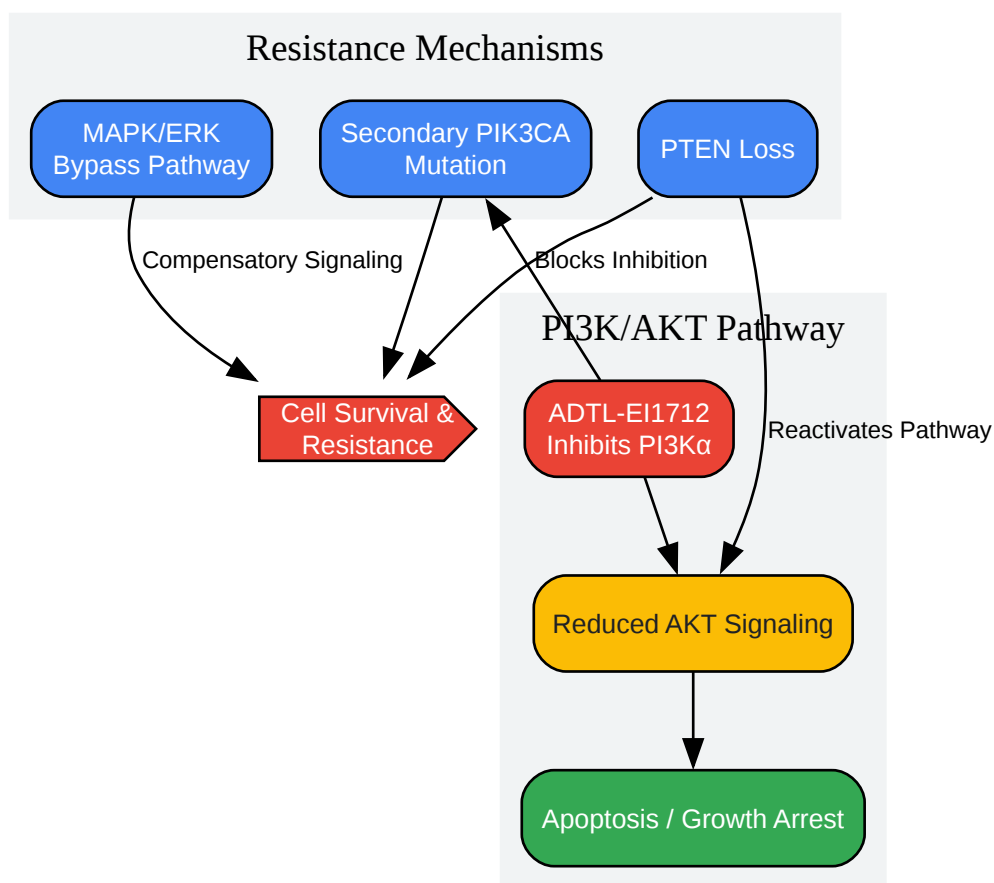 Resistance Mechanisms
MAPK/ERK
Bypass Pathway
Secondary PIK3CA
Mutation
PTEN Loss
Compensatory Signaling
Blocks Inhibition
PI3K/AKT Pathway
Cell Survival &
Resistance
ADTL-EI1712
Inhibits PI3Kα
Reactivates Pathway
Reduced AKT Signaling
Apoptosis / Growth Arrest